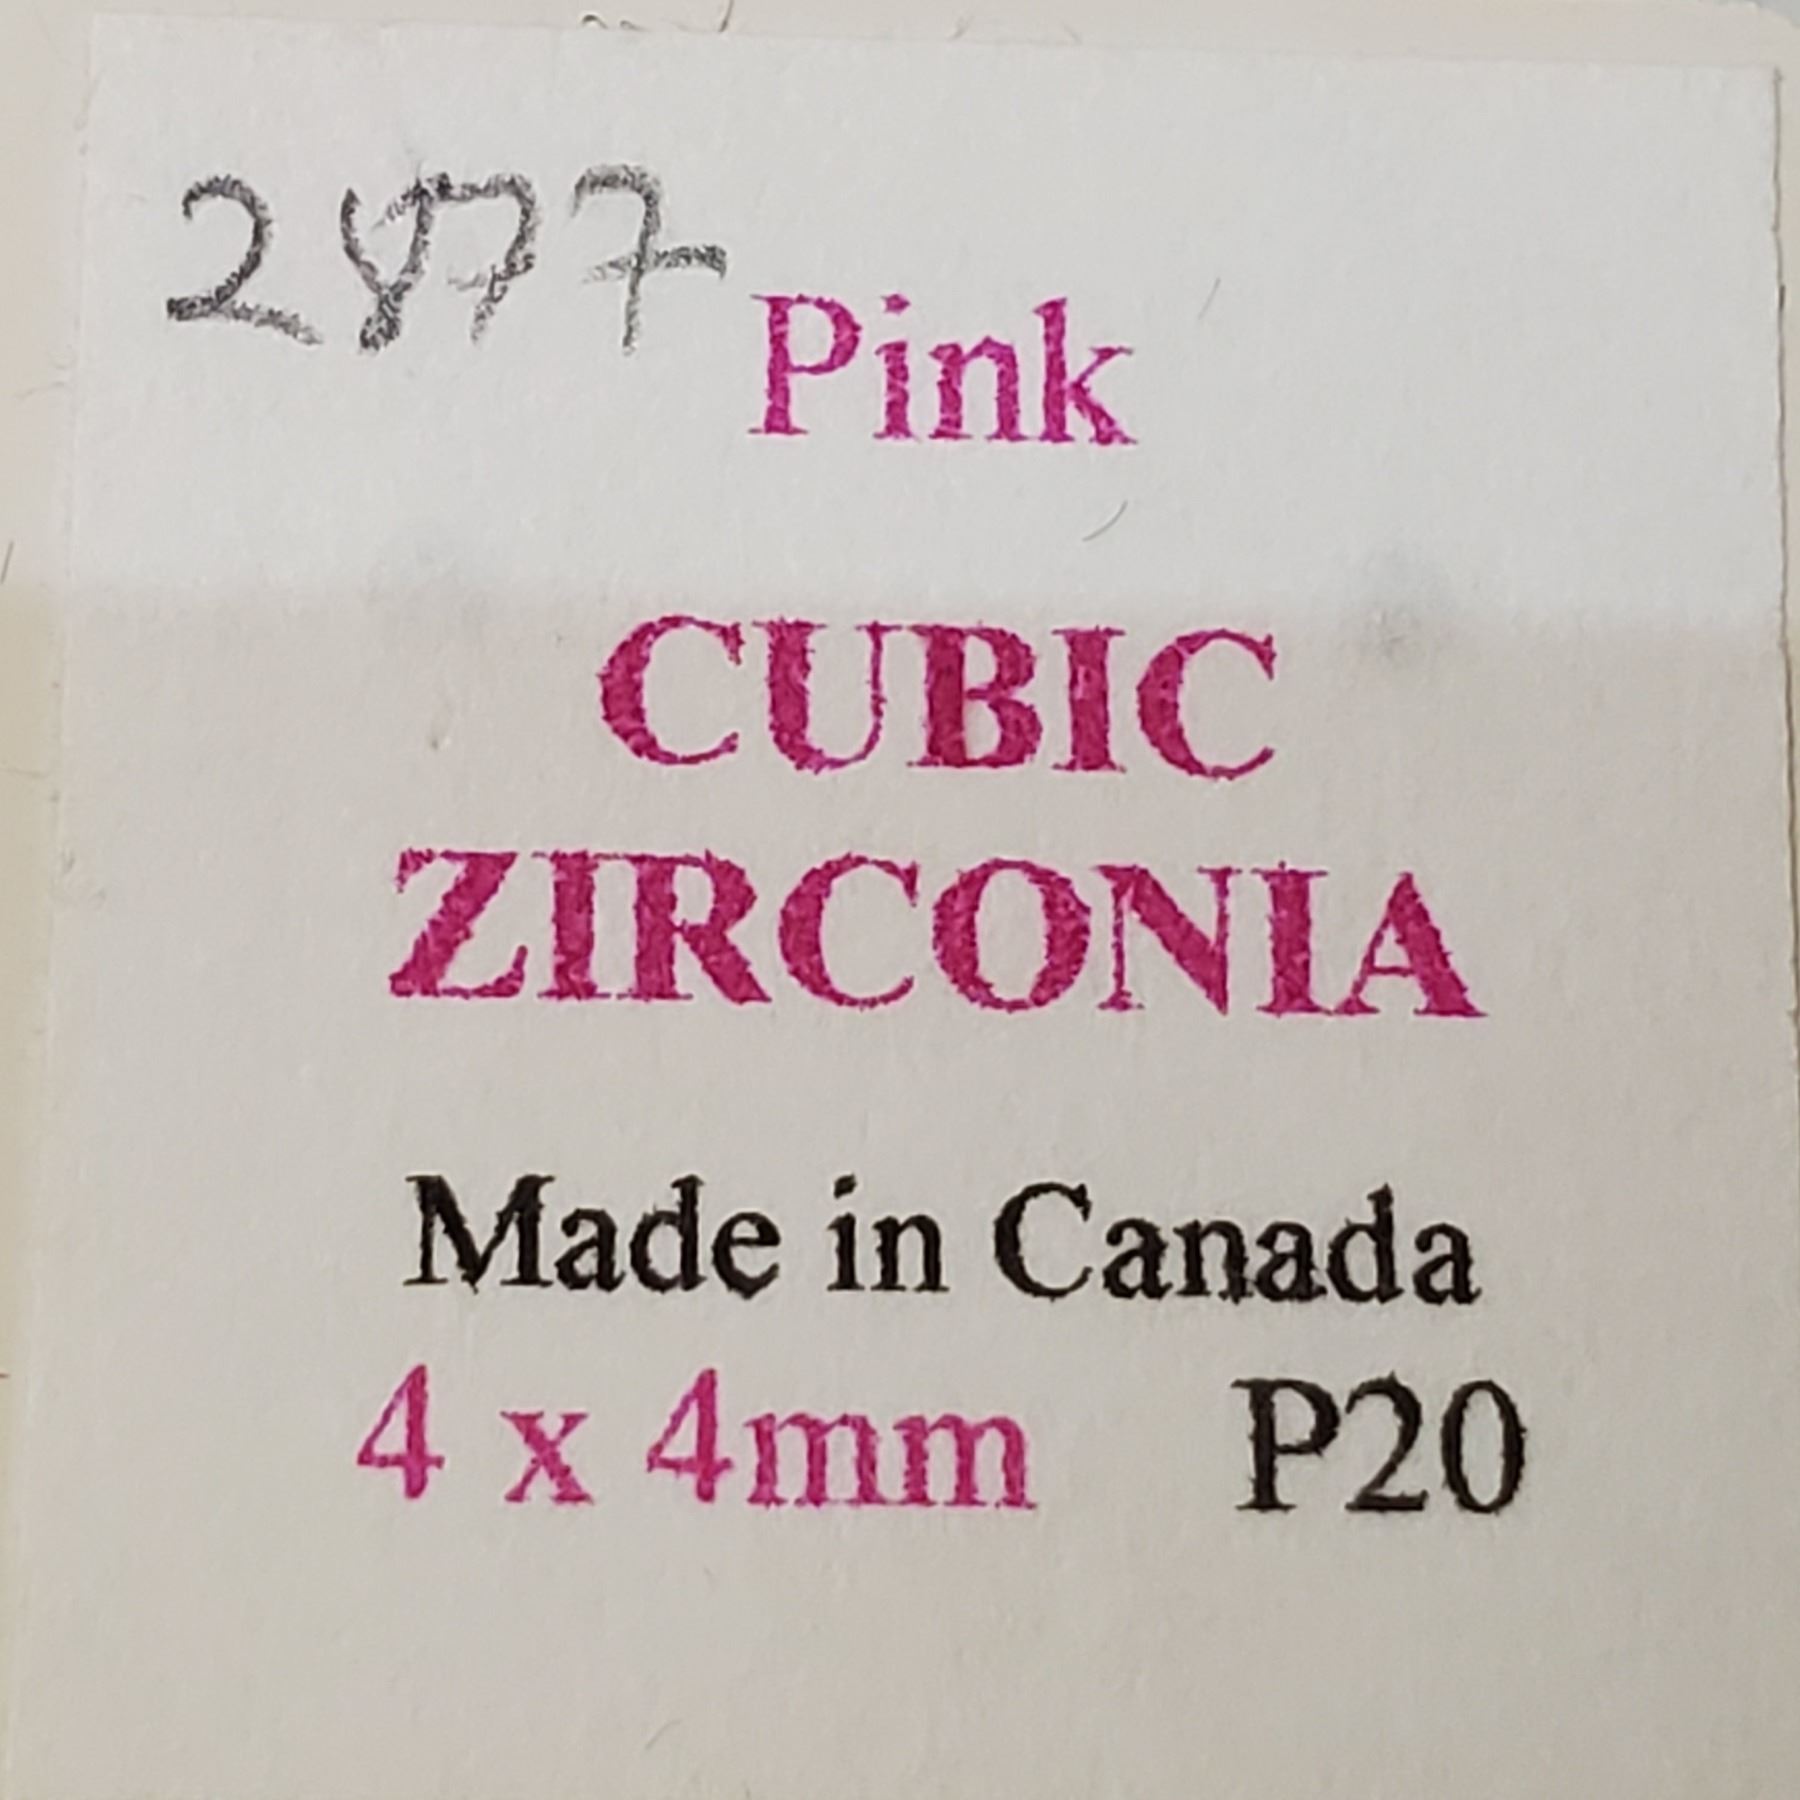 2877
Pink
CUBIC
ZIRCONIA
Made in Canada
4 x 4mm P20